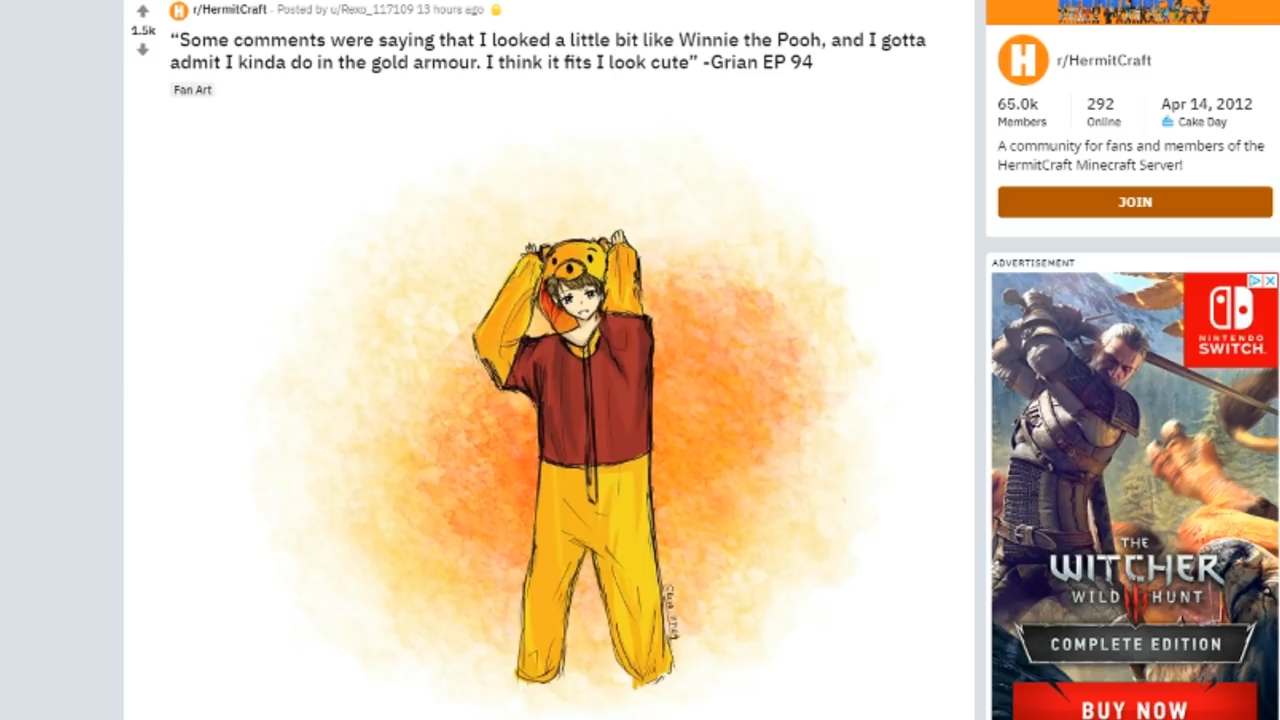 r/HermitCraft · Posted by u/Rexo_117109 13 hours ago
1.5k
“Some comments were saying that I looked a little bit like Winnie the Pooh, and I gotta
admit I kinda do in the gold armour. I think it fits I look cute” -Grian EP 94
Fan Art
H r/HermitCraft
65.0k 292 Apr 14, 2012
Members Online Cake Day
A community for fans and members of the
HermitCraft Minecraft Server!
JOIN
ADVERTISEMENT
NINTENDO
SWITCH
THE
WITCHER
WILD III HUNT
COMPLETE EDITION
BUY NOW